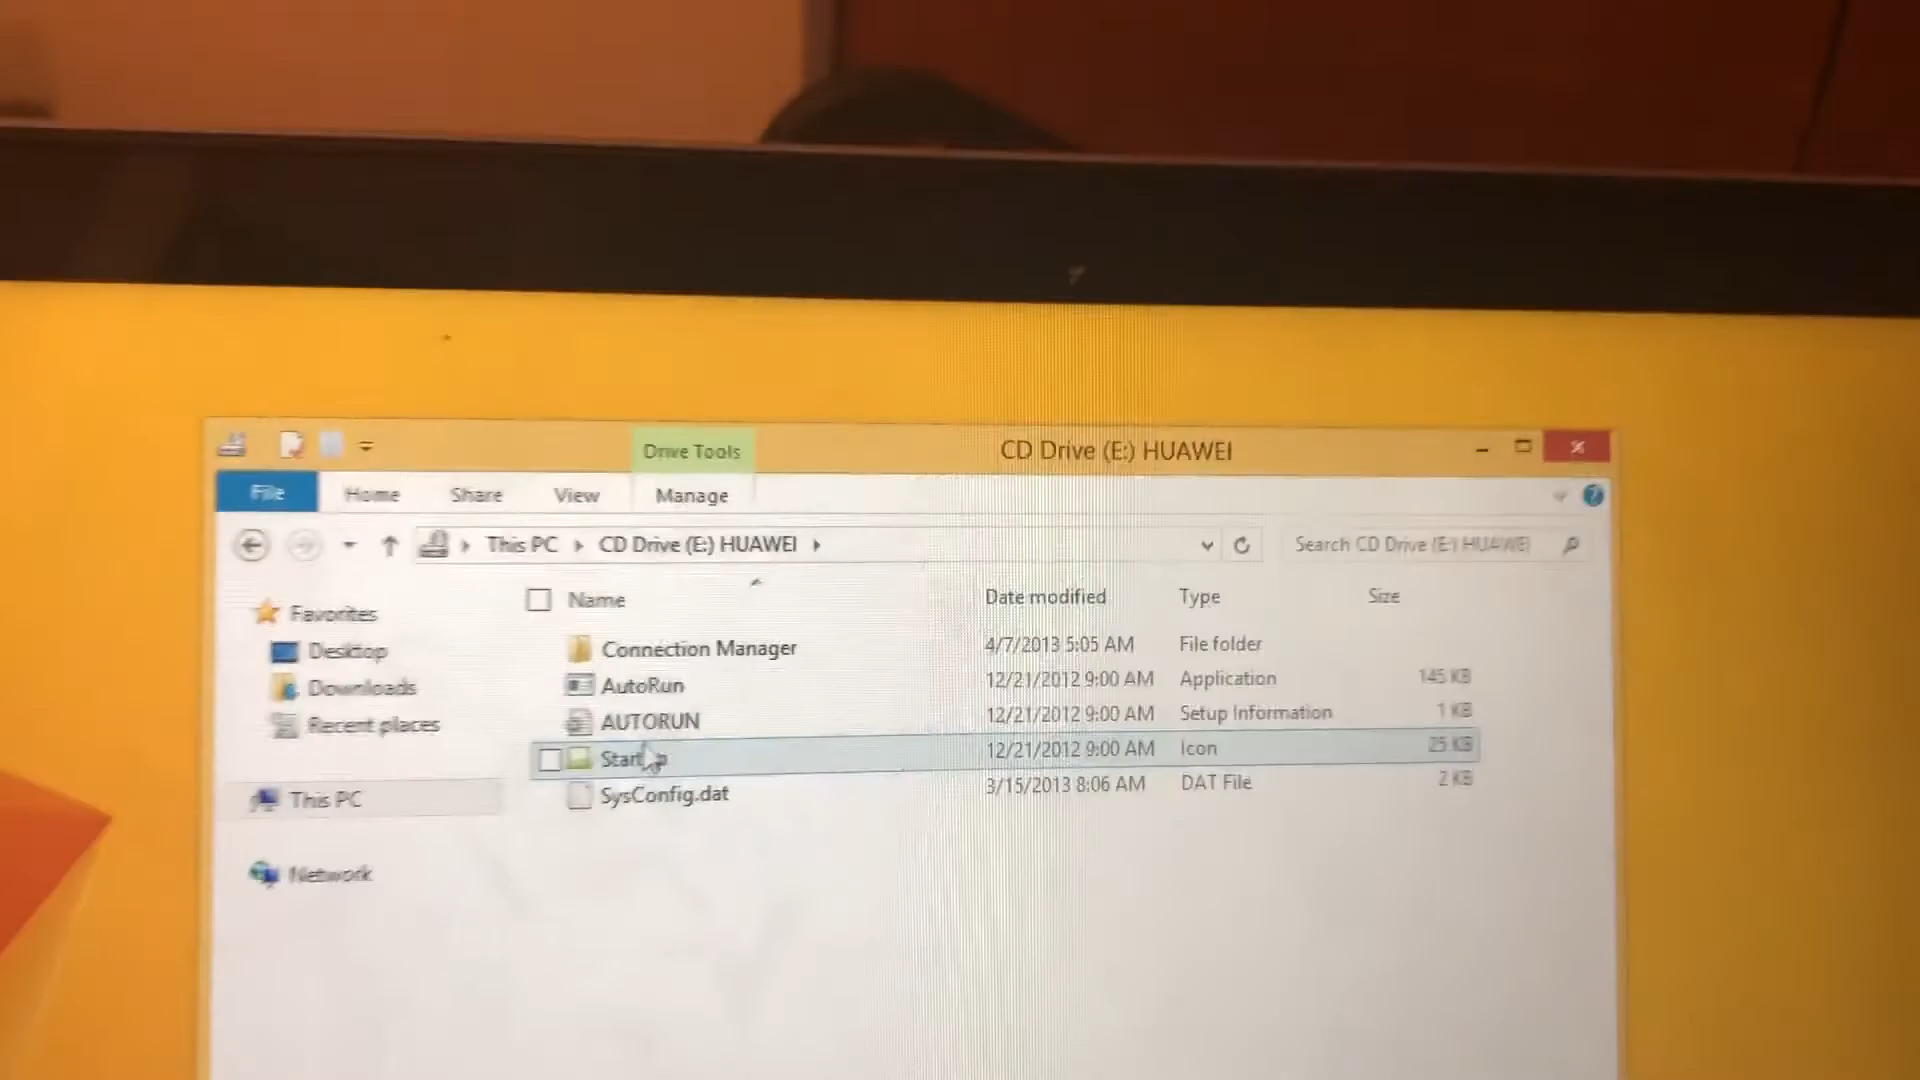 Drive Tools
CD Drive (E:) HUAWEI
File Home Share View Manage
This PC CD Drive (E:) HUAWEI
Search CD Drive (E:) HUAWEI
Name Date modified Type Size
Favorites
Desktop
Downloads
Recent places
This PC
Network
Connection Manager 4/7/2013 5:05 AM File folder
AutoRun 12/21/2012 9:00 AM Application 145 KB
AUTORUN 12/21/2012 9:00 AM Setup Information 1 KB
12/21/2012 9:00 AM Icon 25 KB
SysConfig.dat 3/15/2013 8:06 AM DAT File 2 KB